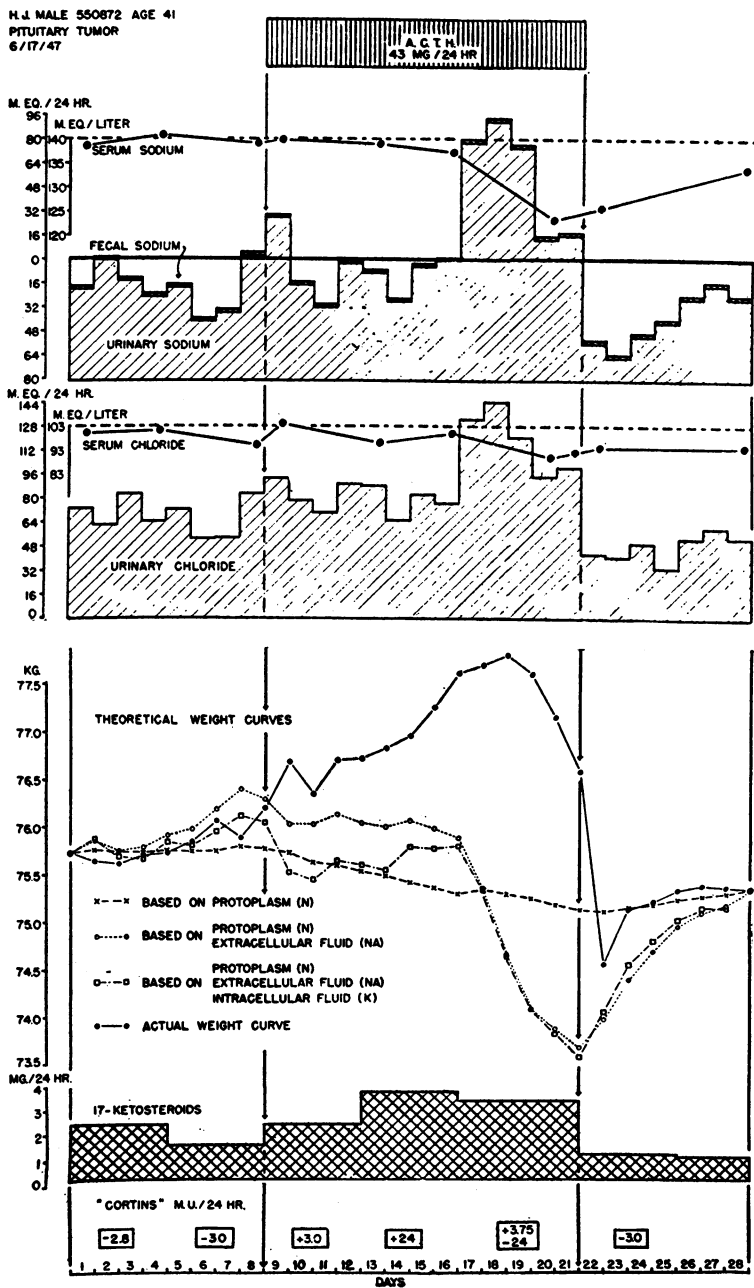 H.J. MALE 550872 AGE 41
PITUITARY TUMOR
6/17/47
A.C.T.H.
43 MG/24 HR
M. EQ./24 HR.
96
M. EQ./LITER
80 140
SERUM SODIUM
64 135
48 130
32 125
16 120
FECAL SODIUM
0
16
32
48
URINARY SODIUM
64
80
M. EQ./24 HR.
144
M. EQ./LITER
128 103
SERUM CHLORIDE
112 93
96 83
80
64
48
URINARY CHLORIDE
32
16
0
KG.
77.5
THEORETICAL WEIGHT CURVES
77.0
76.5
76.0
75.5
BASED ON PROTOPLASM (N)
75.0
BASED ON PROTOPLASM (N)
EXTRACELLULAR FLUID (NA)
74.5
PROTOPLASM (N)
BASED ON EXTRACELLULAR FLUID (NA)
INTRACELLULAR FLUID (K)
74.0
ACTUAL WEIGHT CURVE
73.5
MG./24 HR.
4
17-KETOSTEROIDS
3
2
1
0
"CORTINS" M.U./24 HR.
-2.8 -3.0 +3.0 +24 +3.75 -24 -3.0
1 2 3 4 5 6 7 8 9 10 11 12 13 14 15 16 17 18 19 20 21 22 23 24 25 26 27 28
DAYS